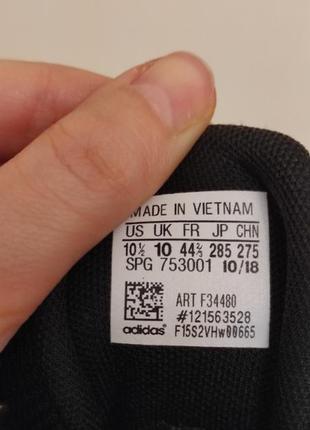 MADE IN VIETNAM
US UK FR JP CHN
10½ 10 44⅔ 285 275
SPG 753001 10/18
ART F34480
#121563528
adidas F15S2VHw00665